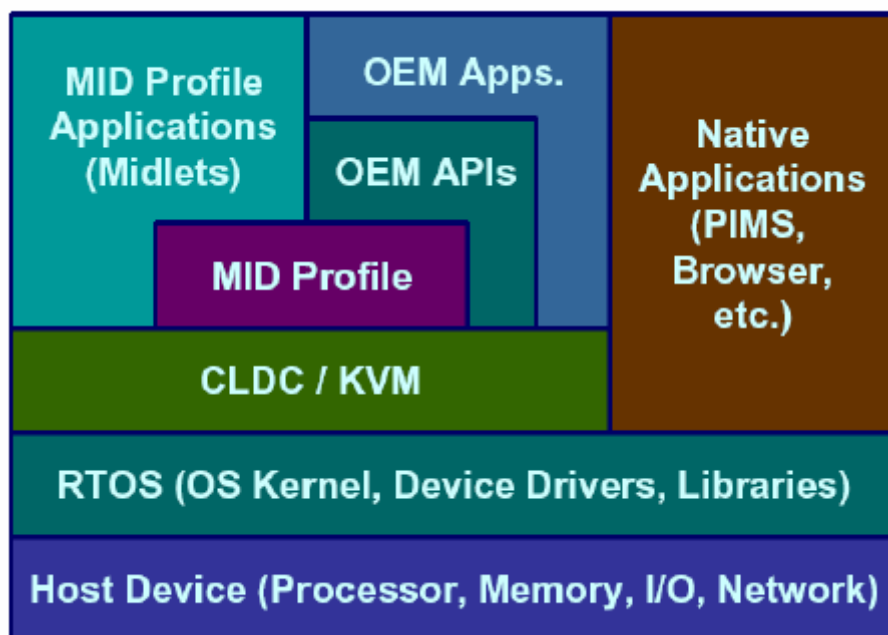 MID Profile
Applications
(Midlets)
OEM Apps.
OEM APIs
MID Profile
Native
Applications
(PIMS,
Browser,
etc.)
CLDC / KVM
RTOS (OS Kernel, Device Drivers, Libraries)
Host Device (Processor, Memory, I/O, Network)